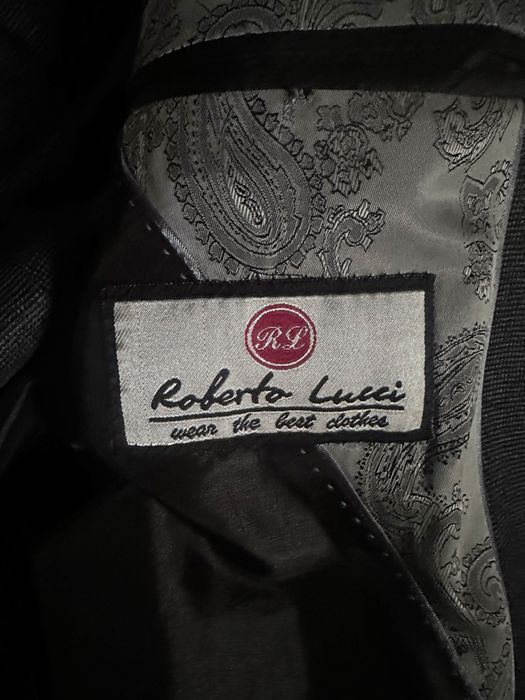 RL
Roberto Lucci
wear the best clothes